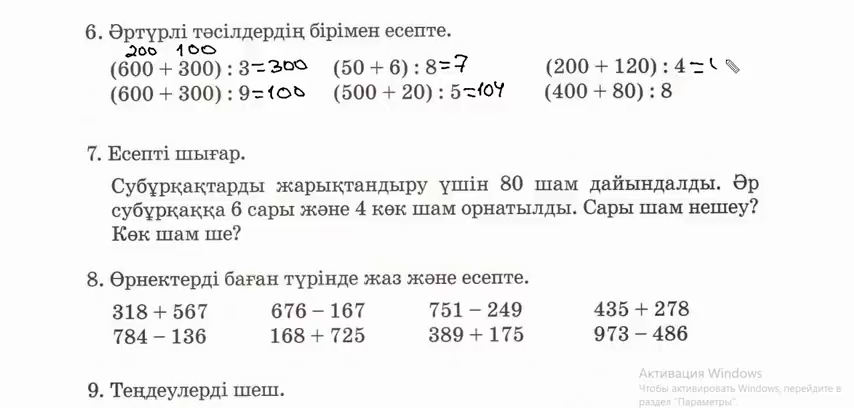 6. Әртүрлі тәсілдердің бірімен есепте.
200 100
(600 + 300) : 3=300 (50 + 6) : 8=7 (200 + 120) : 4=
(600 + 300) : 9=100 (500 + 20) : 5=104 (400 + 80) : 8
7. Есепті шығар.
Субұрқақтарды жарықтандыру үшін 80 шам дайындалды. Әр
субұрқаққа 6 сары және 4 көк шам орнатылды. Сары шам нешеу?
Көк шам ше?
8. Өрнектерді баған түрінде жаз және есепте.
318 + 567 676 − 167 751 − 249 435 + 278
784 − 136 168 + 725 389 + 175 973 − 486
9. Теңдеулерді шеш.
Активация Windows
Чтобы активировать Windows, перейдите в
раздел "Параметры".